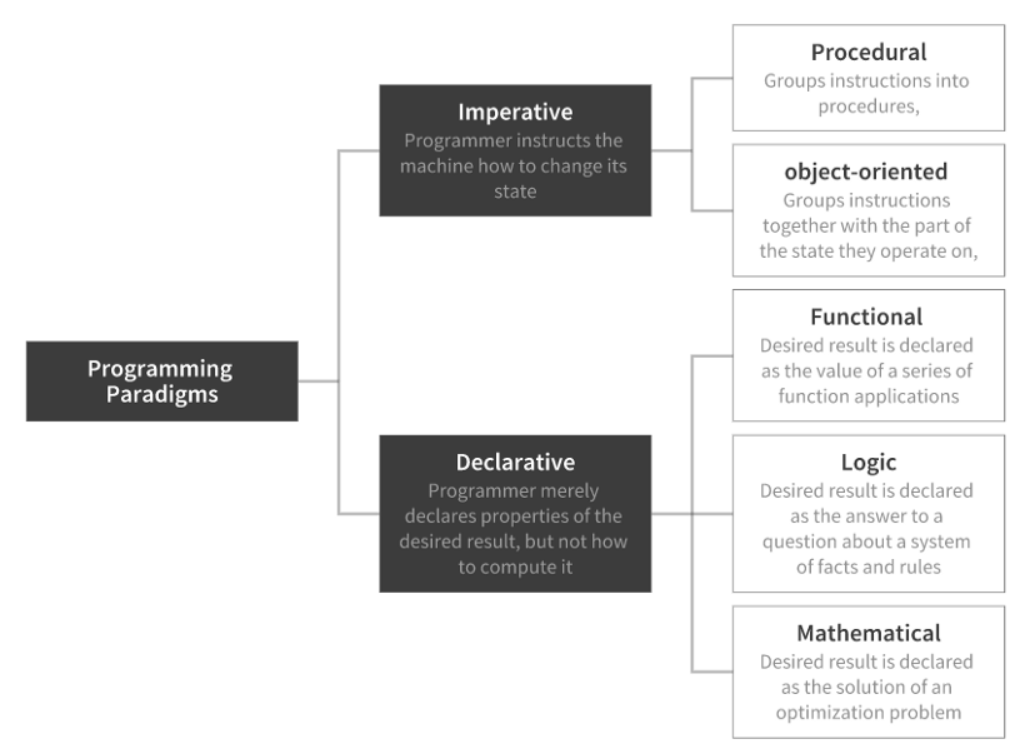 Programming
Paradigms
Imperative
Programmer instructs the
machine how to change its
state
Procedural
Groups instructions into
procedures,
object-oriented
Groups instructions
together with the part of
the state they operate on,
Declarative
Programmer merely
declares properties of the
desired result, but not how
to compute it
Functional
Desired result is declared
as the value of a series of
function applications
Logic
Desired result is declared
as the answer to a
question about a system
of facts and rules
Mathematical
Desired result is declared
as the solution of an
optimization problem